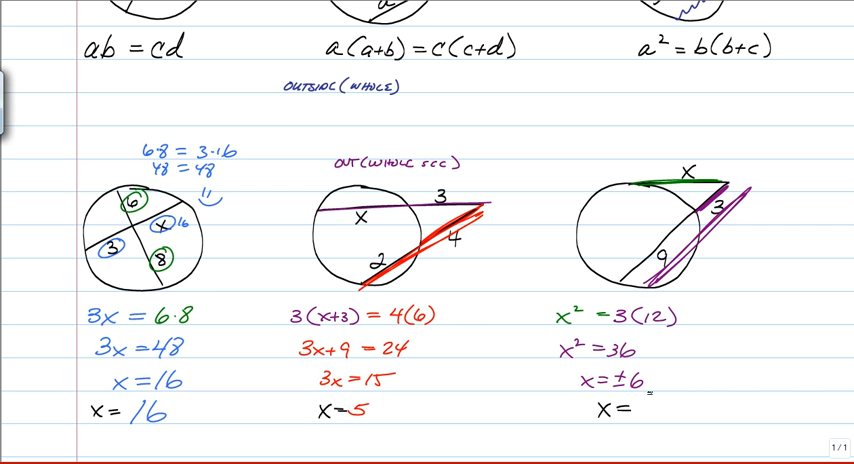 a
ab = cd
a(a+b) = c(c+d)
a² = b(b+c)
OUTSIDE (WHOLE)
6·8 = 3·16
48 = 48
OUT (WHOLE SEC)
6
x 16
3
8
3
x
4
2
x
3
9
3x = 6·8
3x = 48
x = 16
x = 16
3(x+3) = 4(6)
3x+9 = 24
3x = 15
x = 5
x² = 3(12)
x² = 36
x = ±6
x =
1 / 1